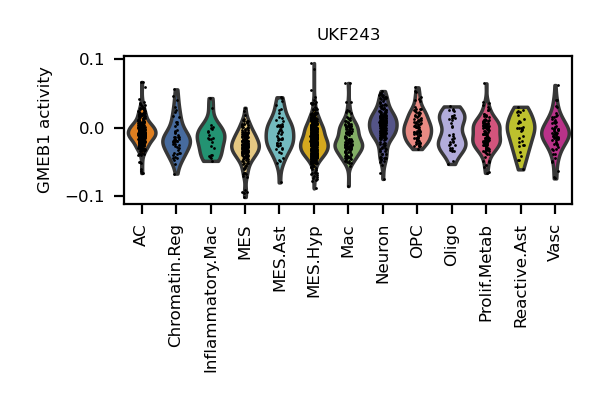 UKF243
GMEB1 activity
0.1
0.0
−0.1
AC
Chromatin.Reg
Inflammatory.Mac
MES
MES.Ast
MES.Hyp
Mac
Neuron
OPC
Oligo
Prolif.Metab
Reactive.Ast
Vasc